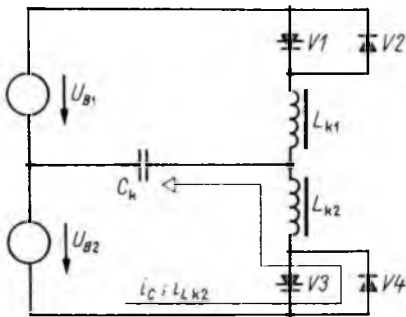 V1
V2
U_B1
L_k1
C_k
L_k2
U_B2
i_C ; i_Lk2
V3
V4